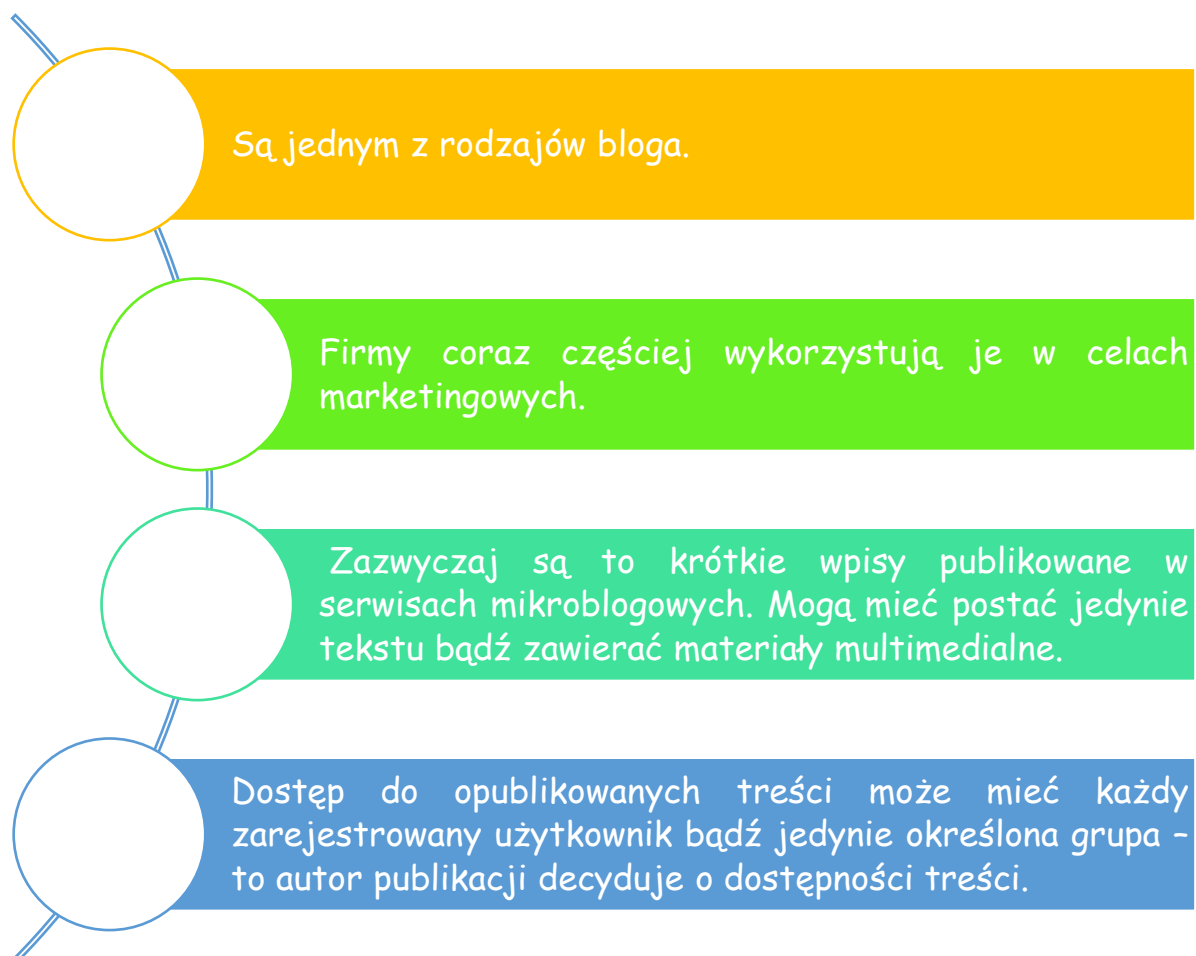 Są jednym z rodzajów bloga.
Firmy coraz częściej wykorzystują je w celach
marketingowych.
Zazwyczaj są to krótkie wpisy publikowane w
serwisach mikroblogowych. Mogą mieć postać jedynie
tekstu bądź zawierać materiały multimedialne.
Dostęp do opublikowanych treści może mieć każdy
zarejestrowany użytkownik bądź jedynie określona grupa –
to autor publikacji decyduje o dostępności treści.